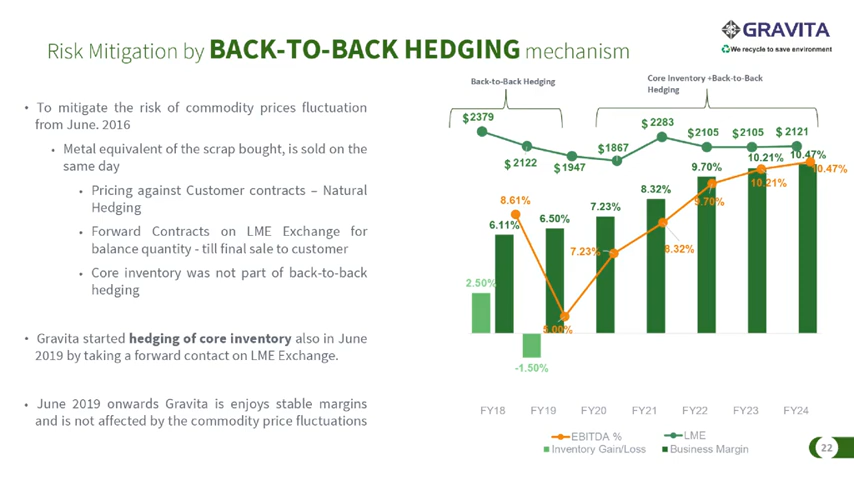 GRAVITA
We recycle to save environment
Risk Mitigation by BACK-TO-BACK HEDGING mechanism
• To mitigate the risk of commodity prices fluctuation
from June. 2016
• Metal equivalent of the scrap bought, is sold on the
same day
• Pricing against Customer contracts – Natural
Hedging
• Forward Contracts on LME Exchange for
balance quantity - till final sale to customer
• Core inventory was not part of back-to-back
hedging
• Gravita started hedging of core inventory also in June
2019 by taking a forward contact on LME Exchange.
• June 2019 onwards Gravita is enjoys stable margins
and is not affected by the commodity price fluctuations
Back-to-Back Hedging
Core Inventory +Back-to-Back
Hedging
$2379
$2122
$1947
$1867
$2283
$2105
$2105
$2121
8.61%
5.00%
7.23%
8.32%
9.70%
10.21%
10.47%
6.11%
6.50%
7.23%
8.32%
9.70%
10.21%
10.47%
2.50%
-1.50%
FY18 FY19 FY20 FY21 FY22 FY23 FY24
EBITDA % LME
Inventory Gain/Loss Business Margin
22